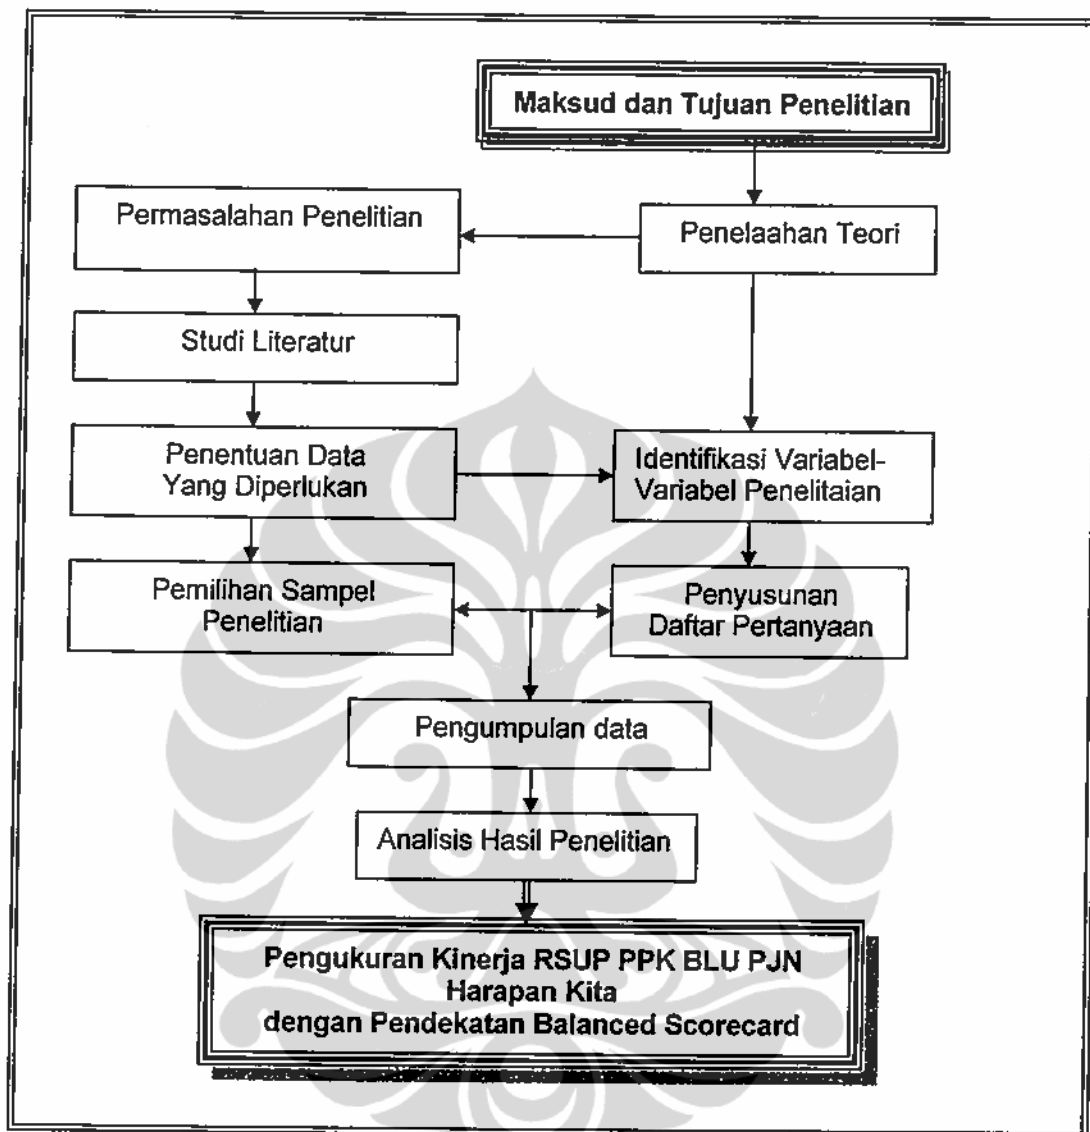 Maksud dan Tujuan Penelitian
Permasalahan Penelitian
Penelaahan Teori
Studi Literatur
Penentuan Data
Yang Diperlukan
Identifikasi Variabel-
Variabel Penelitaian
Pemilihan Sampel
Penelitian
Penyusunan
Daftar Pertanyaan
Pengumpulan data
Analisis Hasil Penelitian
Pengukuran Kinerja RSUP PPK BLU PJN
Harapan Kita
dengan Pendekatan Balanced Scorecard